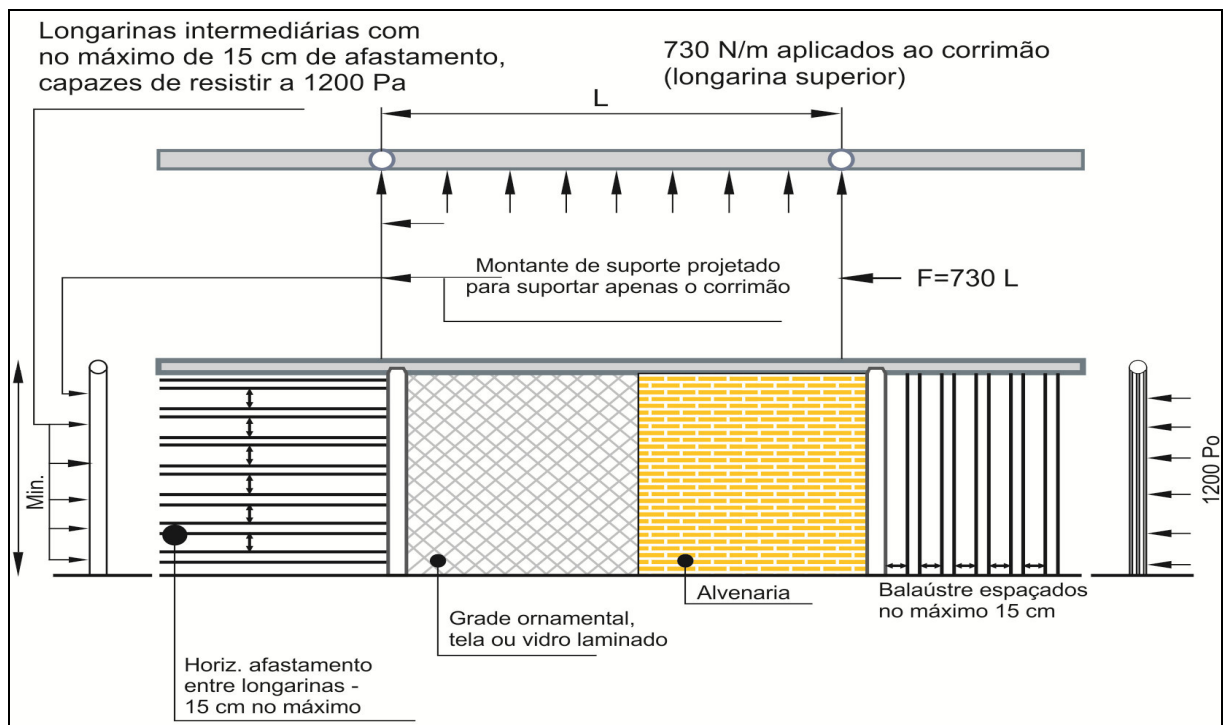 Longarinas intermediárias com
no máximo de 15 cm de afastamento,
capazes de resistir a 1200 Pa
730 N/m aplicados ao corrimão
(longarina superior)
L
Montante de suporte projetado
para suportar apenas o corrimão
F=730 L
Min.
1200 Po
Alvenaria
Balaústre espaçados
no máximo 15 cm
Grade ornamental,
tela ou vidro laminado
Horiz. afastamento
entre longarinas -
15 cm no máximo